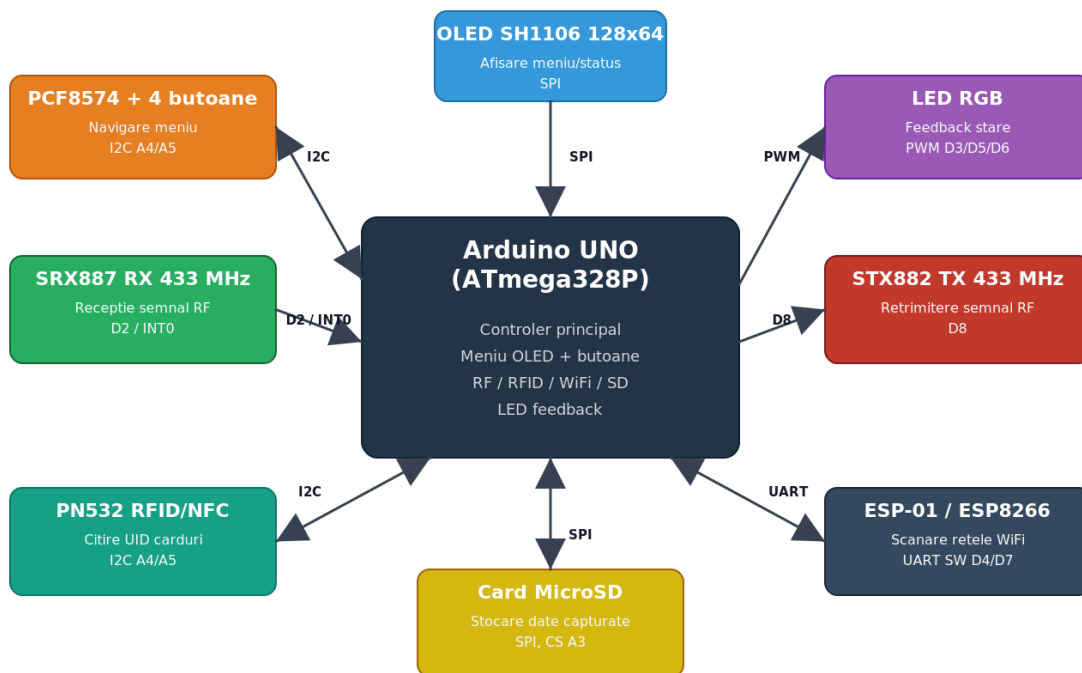 OLED SH1106 128x64
Afisare meniu/status
SPI
PCF8574 + 4 butoane
Navigare meniu
I2C A4/A5
LED RGB
Feedback stare
PWM D3/D5/D6
I2C
SPI
PWM
Arduino UNO
(ATmega328P)
Controler principal
Meniu OLED + butoane
RF / RFID / WiFi / SD
LED feedback
SRX887 RX 433 MHz
Receptie semnal RF
D2 / INT0
D2 / INT0
D8
STX882 TX 433 MHz
Retrimitere semnal RF
D8
PN532 RFID/NFC
Citire UID carduri
I2C A4/A5
I2C
SPI
UART
ESP-01 / ESP8266
Scanare retele WiFi
UART SW D4/D7
Card MicroSD
Stocare date capturate
SPI, CS A3